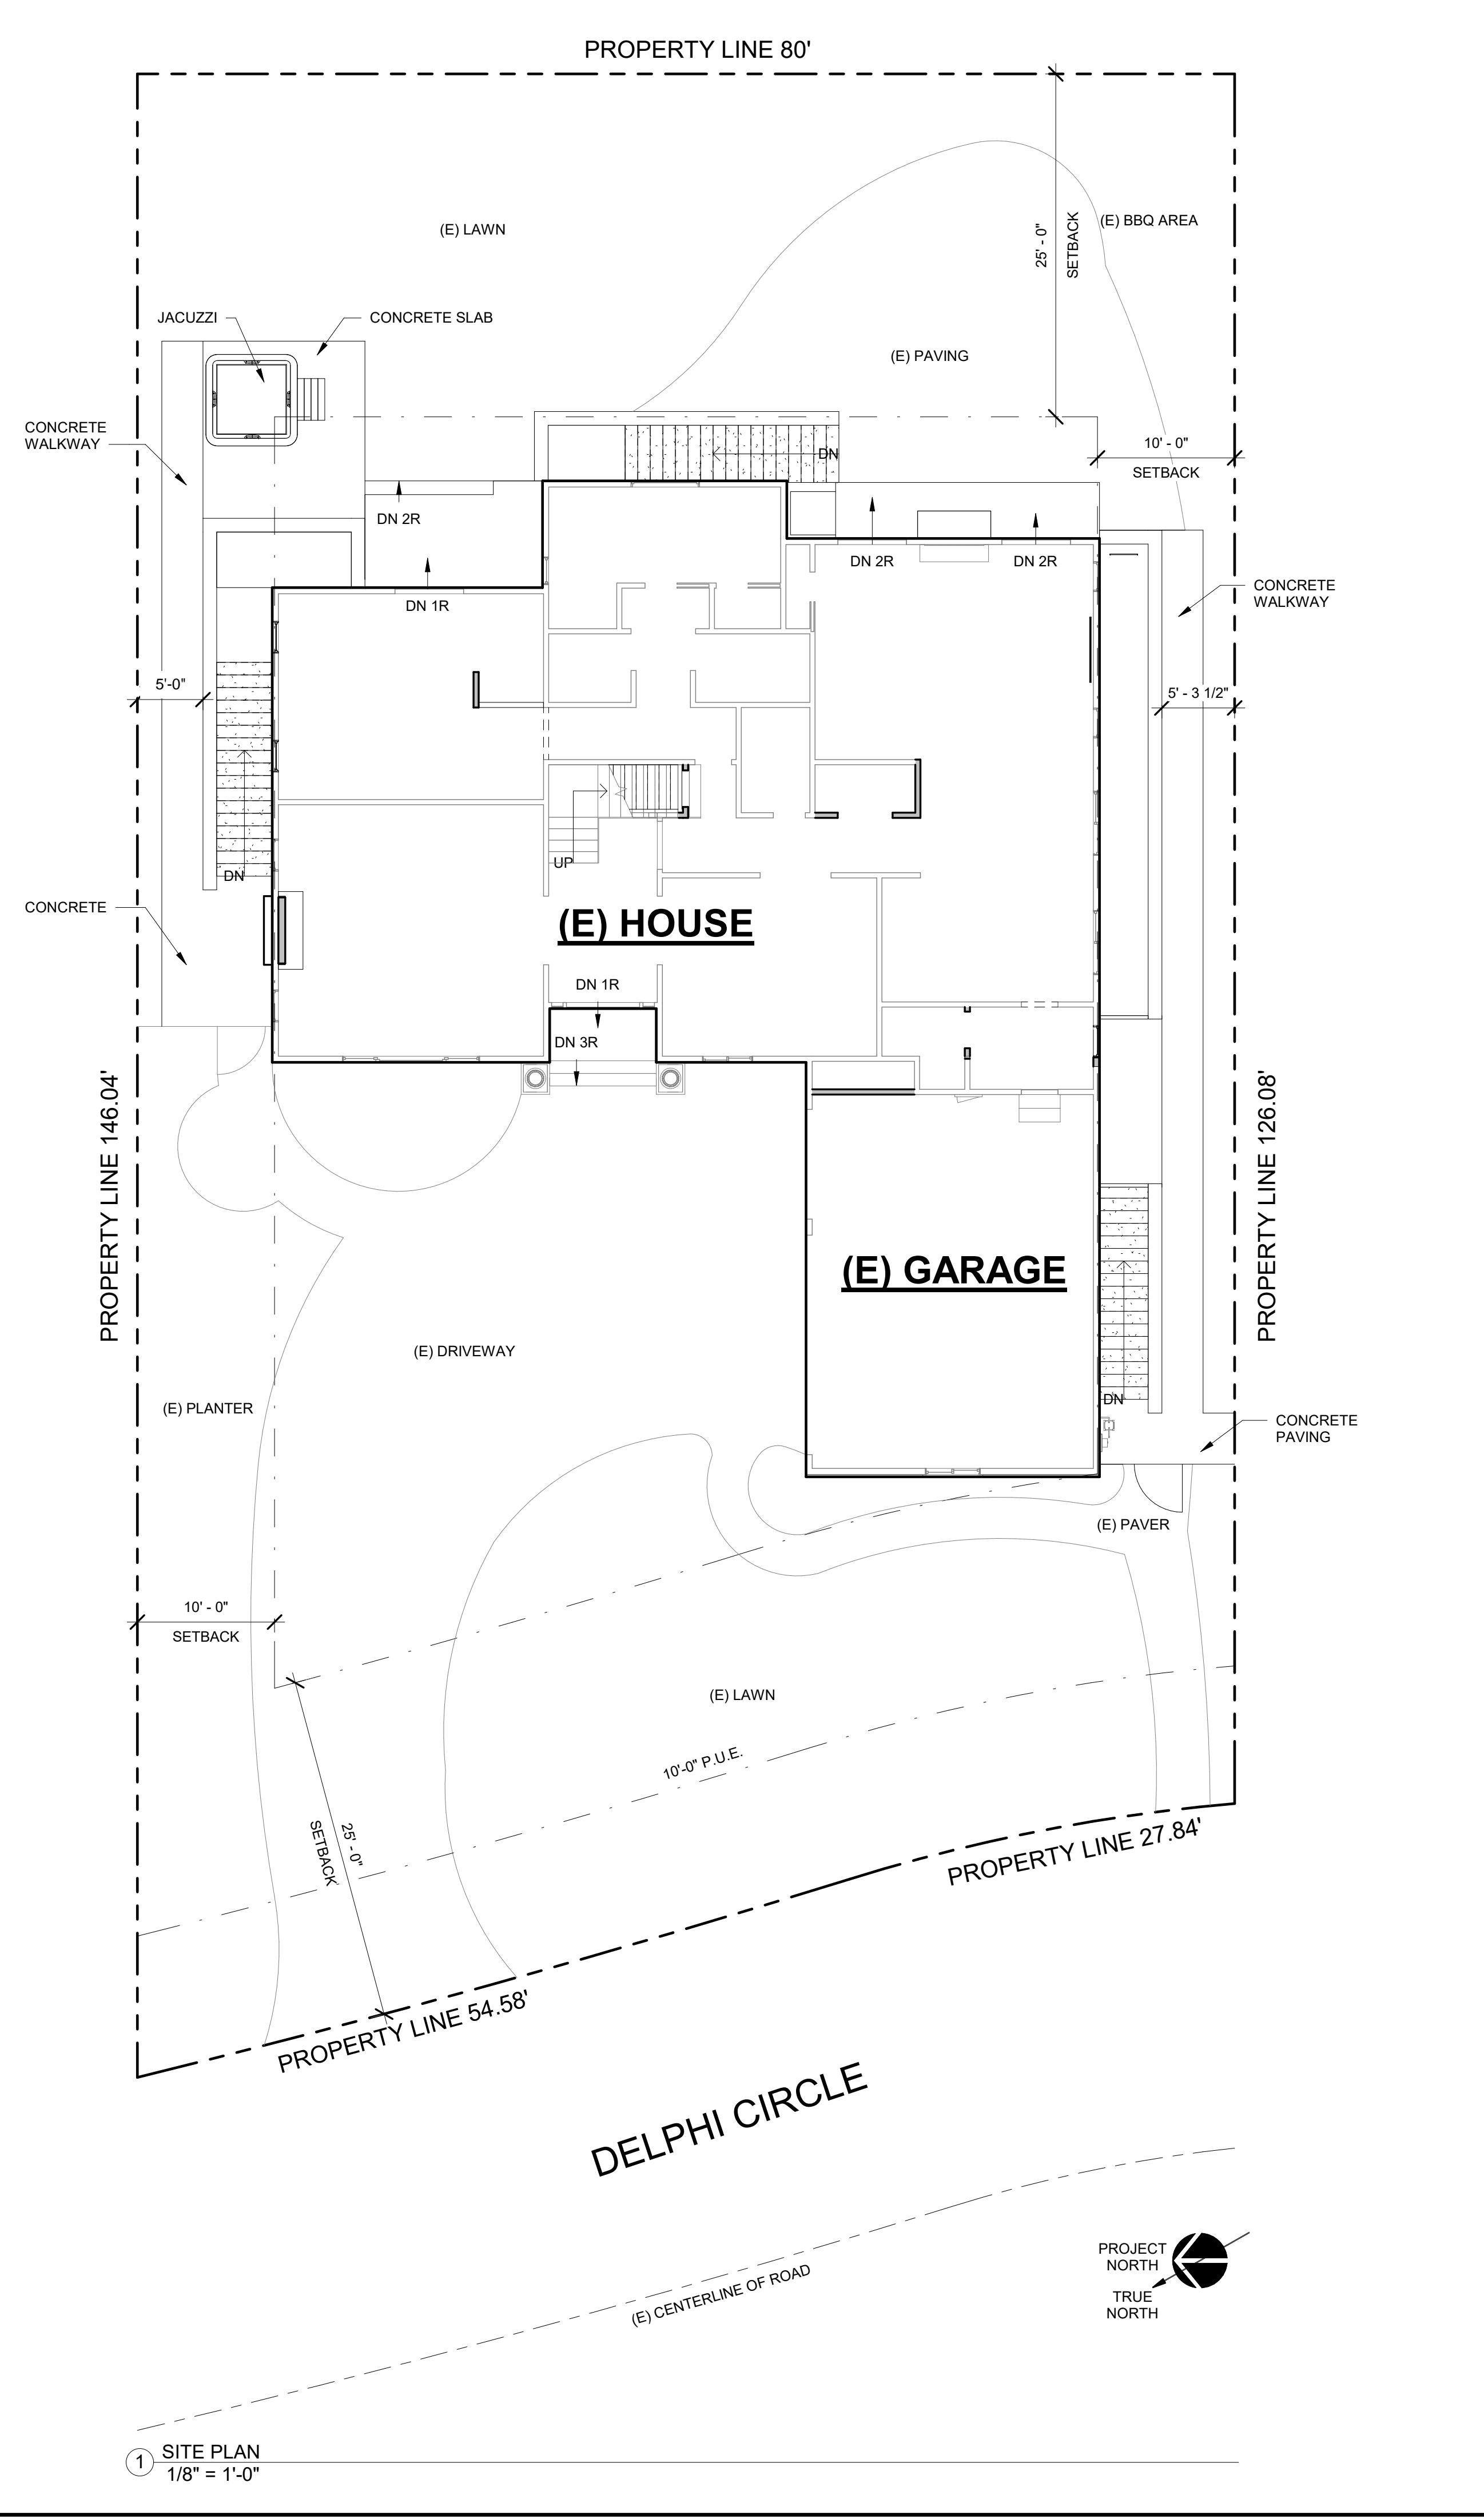 PROPERTY LINE 80'
(E) LAWN
25' - 0"
SETBACK
(E) BBQ AREA
JACUZZI
CONCRETE SLAB
(E) PAVING
CONCRETE
WALKWAY
DN
10' - 0"
SETBACK
DN 2R
DN 2R
DN 2R
DN 1R
CONCRETE
WALKWAY
5'-0"
5' - 3 1/2"
UP
DN
CONCRETE
(E) HOUSE
DN 1R
DN 3R
PROPERTY LINE 146.04'
PROPERTY LINE 126.08'
(E) GARAGE
(E) DRIVEWAY
(E) PLANTER
DN
CONCRETE
PAVING
(E) PAVER
10' - 0"
SETBACK
(E) LAWN
10'-0" P.U.E.
25' - 0"
SETBACK
PROPERTY LINE 27.84'
PROPERTY LINE 54.58'
DELPHI CIRCLE
PROJECT
NORTH
TRUE
NORTH
(E) CENTERLINE OF ROAD
1
SITE PLAN
1/8" = 1'-0"